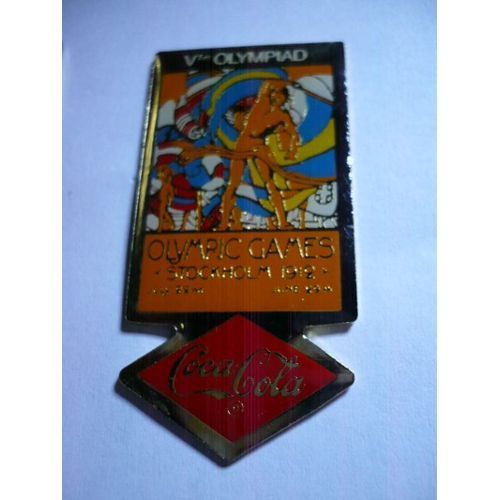 Vth OLYMPIAD
OLYMPIC GAMES
STOCKHOLM 1912
Coca-Cola
®